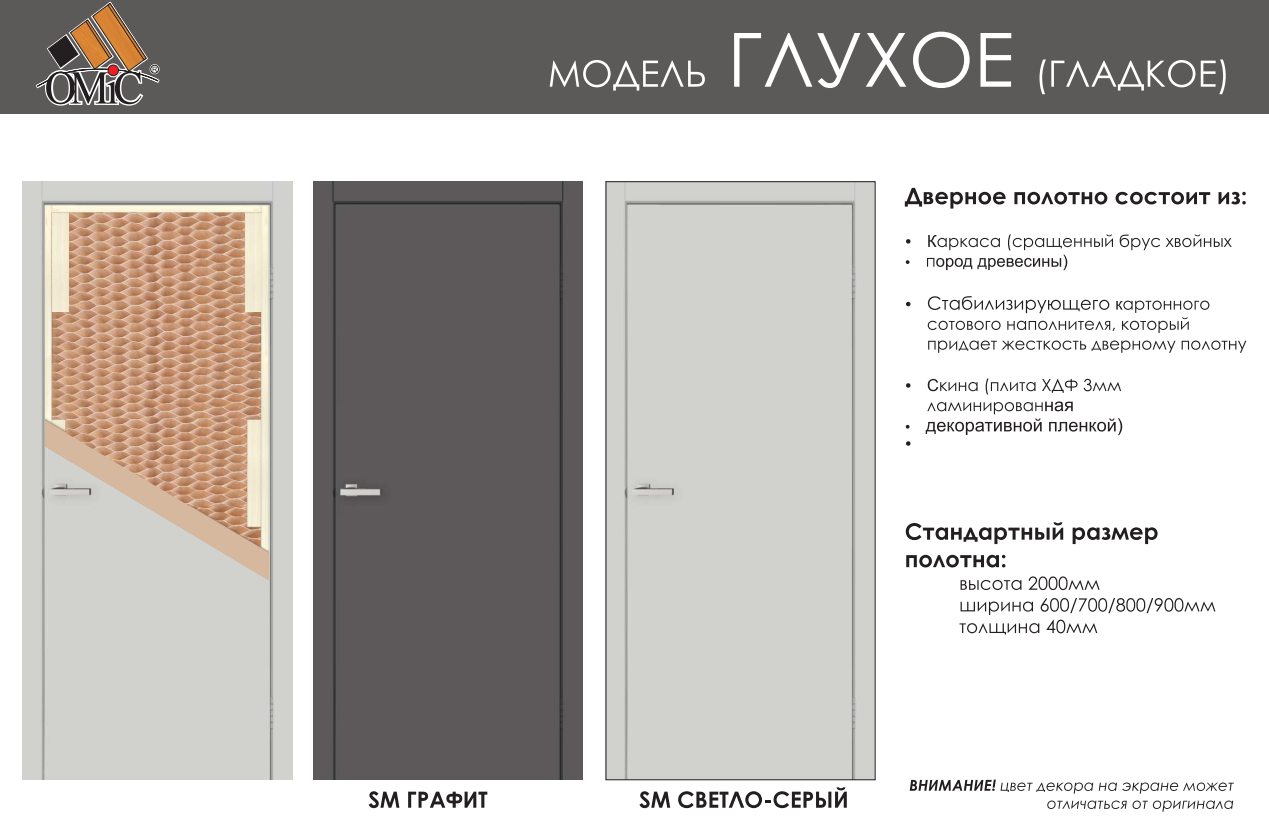 ОМiС®
МОДЕЛЬ ГЛУХОЕ (ГЛАДКОЕ)
Дверное полотно состоит из:
• Каркаса (сращенный брус хвойных
• пород древесины)
• Стабилизирующего картонного
сотового наполнителя, который
придает жесткость дверному полотну
• Скина (плита ХДФ 3мм
ламинированная
• декоративной пленкой)
•
Стандартный размер
полотна:
высота 2000мм
ширина 600/700/800/900мм
толщина 40мм
SM ГРАФИТ
SM СВЕТЛО-СЕРЫЙ
ВНИМАНИЕ! цвет декора на экране может
отличаться от оригинала